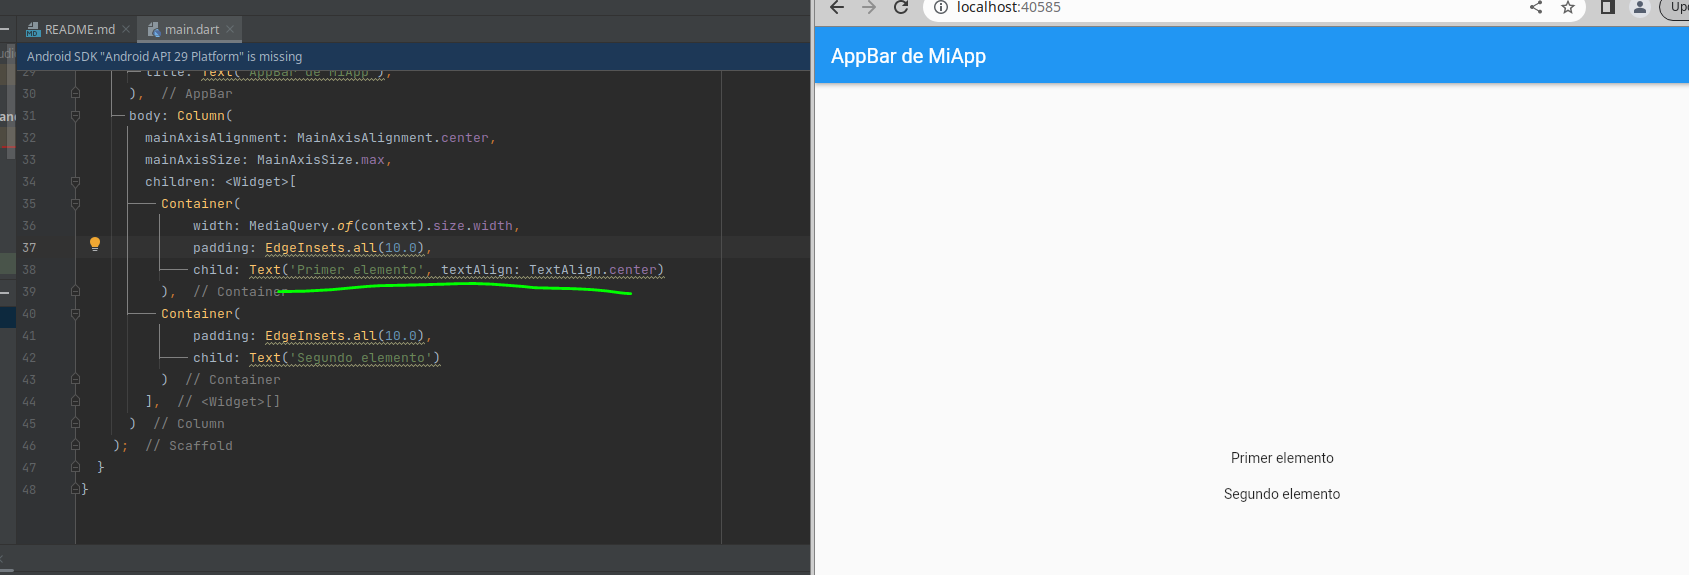 README.md
main.dart
Android SDK "Android API 29 Platform" is missing
29 title: Text('AppBar de MiApp'),
30 ), // AppBar
31 body: Column(
32 mainAxisAlignment: MainAxisAlignment.center,
33 mainAxisSize: MainAxisSize.max,
34 children: <Widget>[
35 Container(
36 width: MediaQuery.of(context).size.width,
37 padding: EdgeInsets.all(10.0),
38 child: Text('Primer elemento', textAlign: TextAlign.center)
39 ), // Container
40 Container(
41 padding: EdgeInsets.all(10.0),
42 child: Text('Segundo elemento')
43 ) // Container
44 ], // <Widget>[]
45 ) // Column
46 ); // Scaffold
47 }
48 }
localhost:40585
AppBar de MiApp
Primer elemento
Segundo elemento